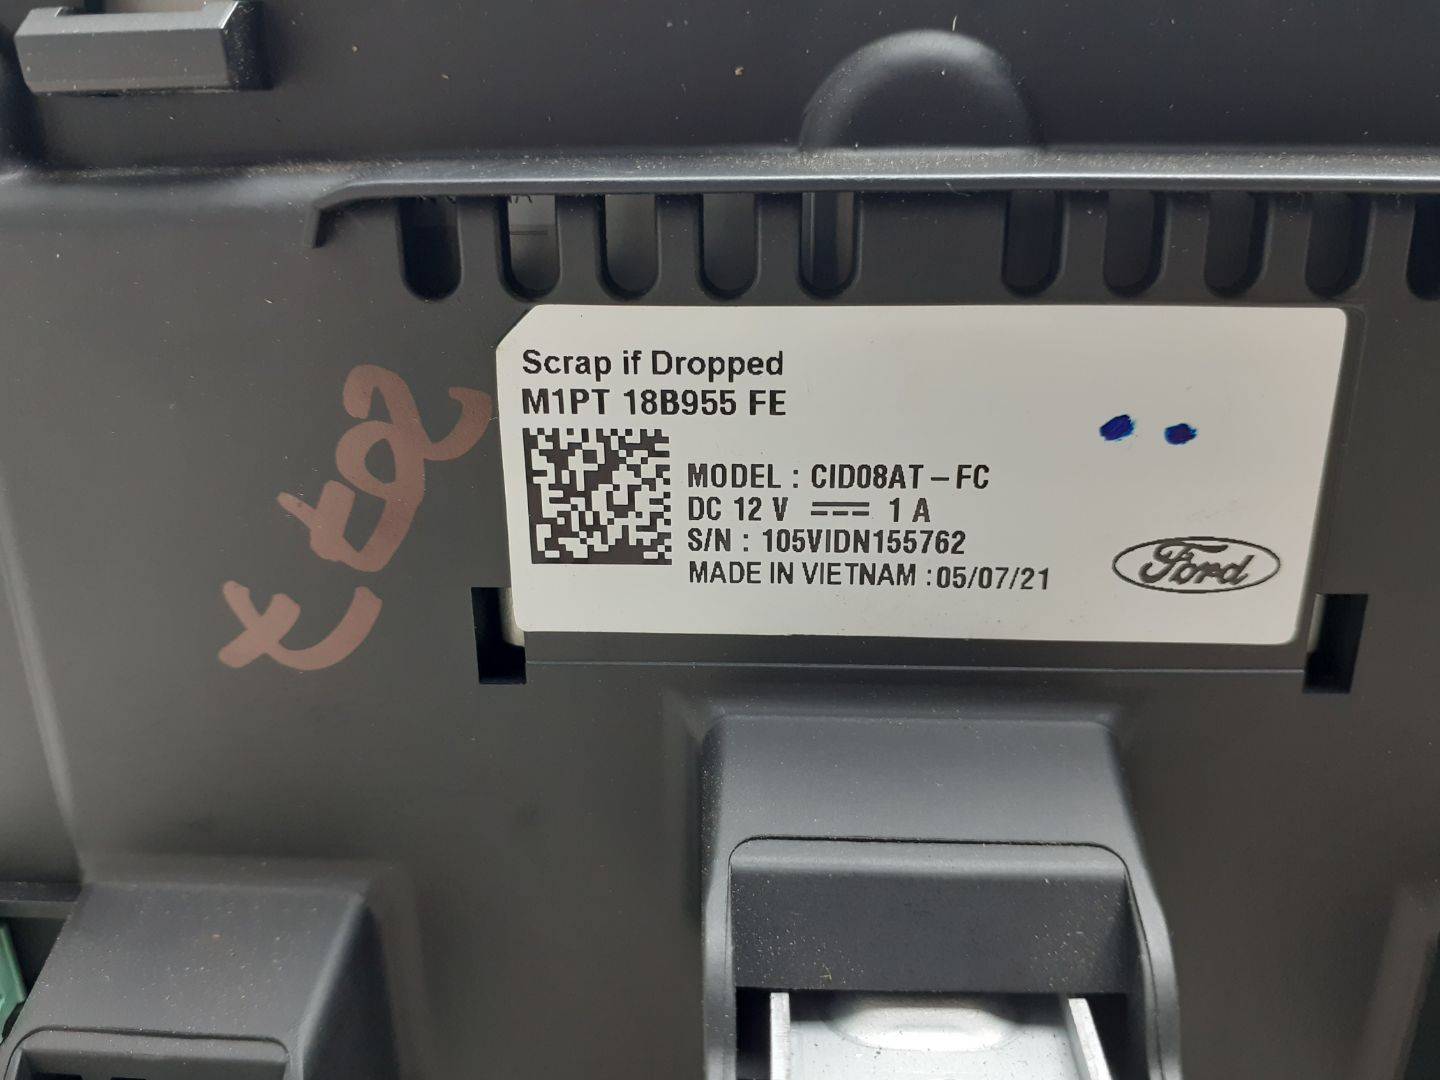 Scrap if Dropped
M1PT 18B955 FE
MODEL : CID08AT-FC
DC 12 V ⎓ 1 A
S/N : 105VIDN155762
MADE IN VIETNAM : 05/07/21
Ford